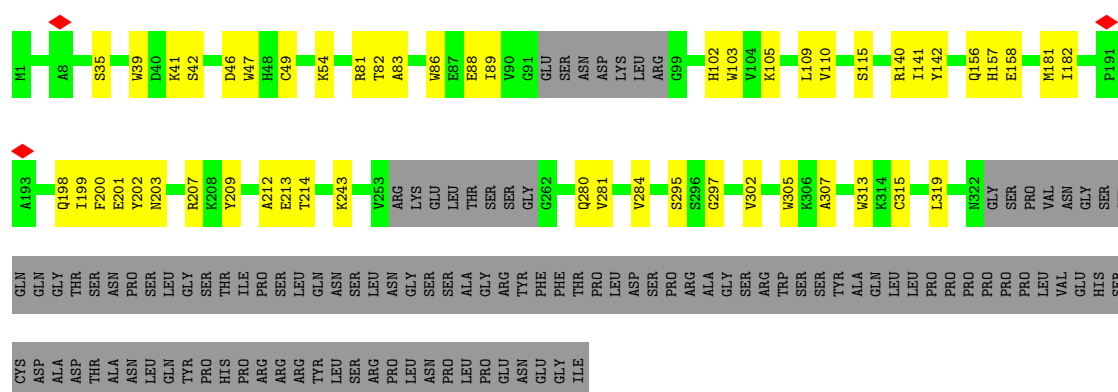 M1 A8 S35 W39 D40 K41 S42 D46 W47 H48 C49 K54 R81 T82 A83 W86 E87 E88 I89 V90 G91 GLU SER ASN ASP LYS LEU ARG G99 H102 W103 V104 K105 L109 V110 S115 R140 I141 Y142 Q156 H157 E158 M181 I182 P191
A193 Q198 I199 F200 E201 Y202 N203 R207 K208 Y209 A212 E213 T214 K243 V253 ARG LYS GLU LEU THR SER SER GLY G262 Q280 V281 V284 S295 S296 G297 V302 W305 K306 A307 W313 K314 C315 L319 N322 GLY SER PRO VAL ASN GLY SER
GLN GLN GLY THR SER ASN PRO SER LEU GLY SER THR ILE PRO SER LEU GLN ASN SER LEU ASN GLY SER SER ALA GLY ARG TYR PHE PHE THR PRO LEU ASP SER PRO ARG ALA GLY SER ARG TRP SER SER TYR ALA GLN LEU LEU PRO PRO PRO PRO PRO PRO LEU VAL GLU HIS SER
CYS ASP ALA ASP THR ALA ASN LEU GLN TYR PRO HIS PRO ARG ARG ARG TYR LEU SER ARG PRO LEU ASN PRO LEU PRO GLU ASN GLU GLY ILE